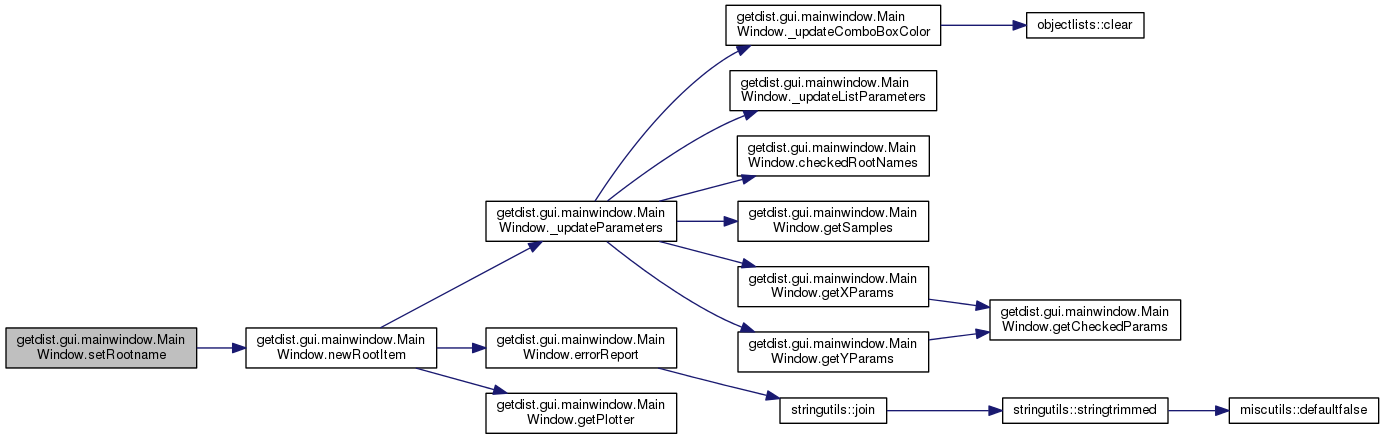 getdist.gui.mainwindow.Main
Window._updateComboBoxColor
objectlists::clear
getdist.gui.mainwindow.Main
Window._updateListParameters
getdist.gui.mainwindow.Main
Window.checkedRootNames
getdist.gui.mainwindow.Main
Window._updateParameters
getdist.gui.mainwindow.Main
Window.getSamples
getdist.gui.mainwindow.Main
Window.getXParams
getdist.gui.mainwindow.Main
Window.getCheckedParams
getdist.gui.mainwindow.Main
Window.setRootname
getdist.gui.mainwindow.Main
Window.newRootItem
getdist.gui.mainwindow.Main
Window.errorReport
getdist.gui.mainwindow.Main
Window.getYParams
getdist.gui.mainwindow.Main
Window.getPlotter
stringutils::join
stringutils::stringtrimmed
miscutils::defaultfalse